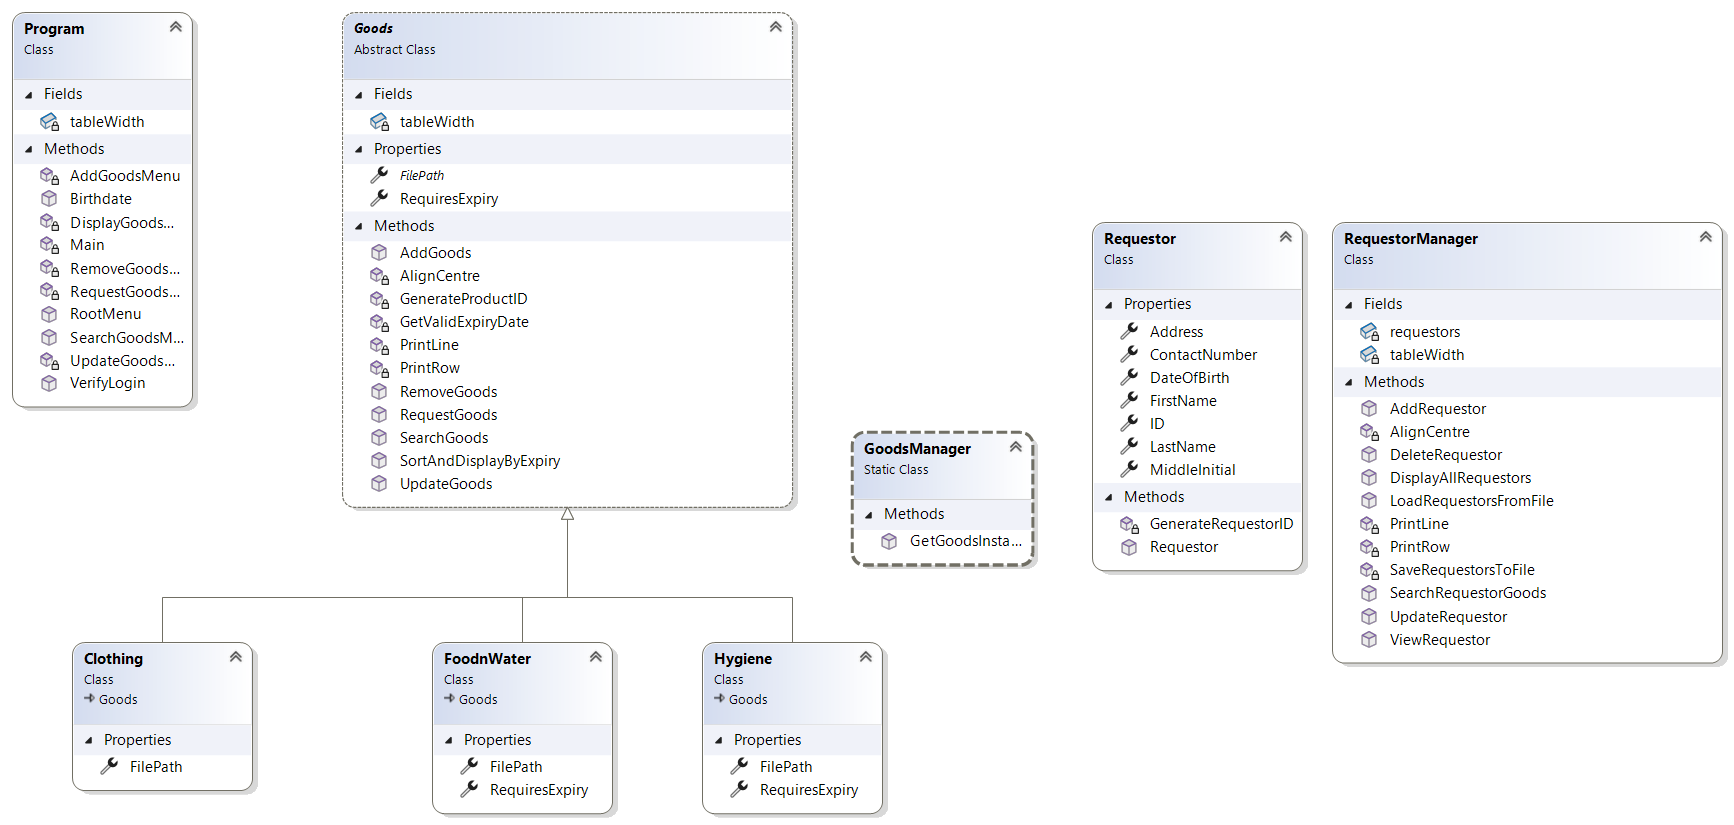 Program
Class
Fields
tableWidth
Methods
AddGoodsMenu
Birthdate
DisplayGoods...
Main
RemoveGoods...
RequestGoods...
RootMenu
SearchGoodsM...
UpdateGoods...
VerifyLogin
Goods
Abstract Class
Fields
tableWidth
Properties
FilePath
RequiresExpiry
Methods
AddGoods
AlignCentre
GenerateProductID
GetValidExpiryDate
PrintLine
PrintRow
RemoveGoods
RequestGoods
SearchGoods
SortAndDisplayByExpiry
UpdateGoods
GoodsManager
Static Class
Methods
GetGoodsInsta...
Requestor
Class
Properties
Address
ContactNumber
DateOfBirth
FirstName
ID
LastName
MiddleInitial
Methods
GenerateRequestorID
Requestor
RequestorManager
Class
Fields
requestors
tableWidth
Methods
AddRequestor
AlignCentre
DeleteRequestor
DisplayAllRequestors
LoadRequestorsFromFile
PrintLine
PrintRow
SaveRequestorsToFile
SearchRequestorGoods
UpdateRequestor
ViewRequestor
Clothing
Class
Goods
Properties
FilePath
FoodnWater
Class
Goods
Properties
FilePath
RequiresExpiry
Hygiene
Class
Goods
Properties
FilePath
RequiresExpiry